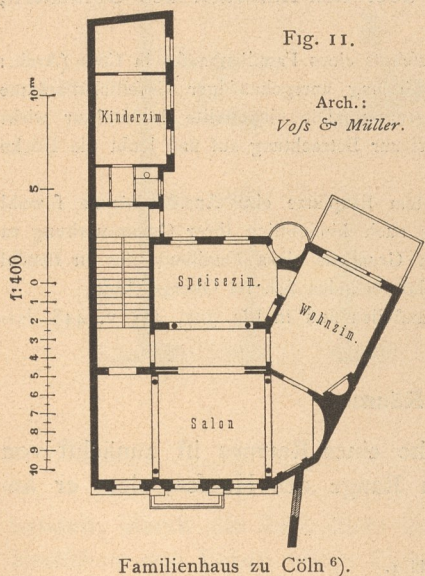 Fig. 11.
Arch.:
Voſs & Müller.
Kinderzim.
Speisezim.
Wohnzim.
Salon
1:400
10m
5
0
1
2
3
4
5
6
7
8
9
10
Familienhaus zu Cöln 6).